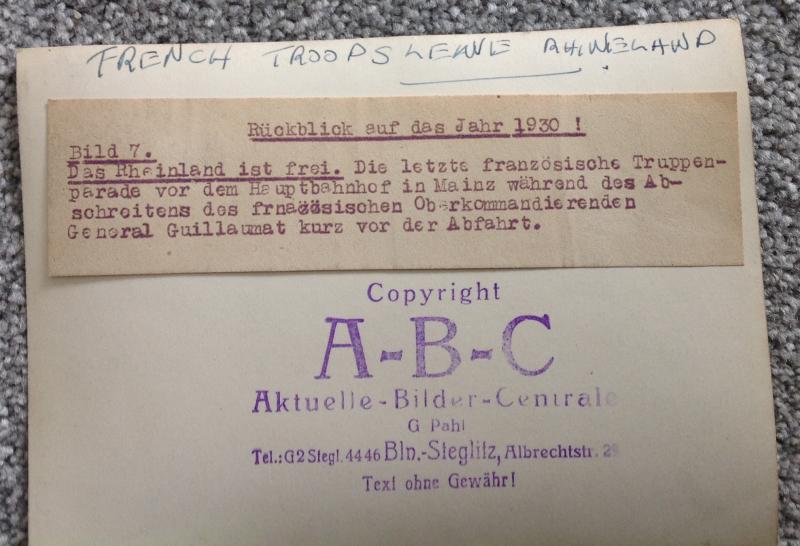 FRENCH TROOPS LEAVE RHINELAND
Rückblick auf das Jahr 1930 !
Bild 7.
Das Rheinland ist frei. Die letzte französische Truppen-
parade vor dem Hauptbahnhof in Mainz während des Ab-
schreitens des frnaäösischen Oberkommandierenden
General Guillaumat kurz vor der Abfahrt.
Copyright
A-B-C
Aktuelle-Bilder-Centrale
G Pahl
Tel.: G2 Stegl. 4446 Bln.-Steglitz, Albrechtstr.
Text ohne Gewähr!